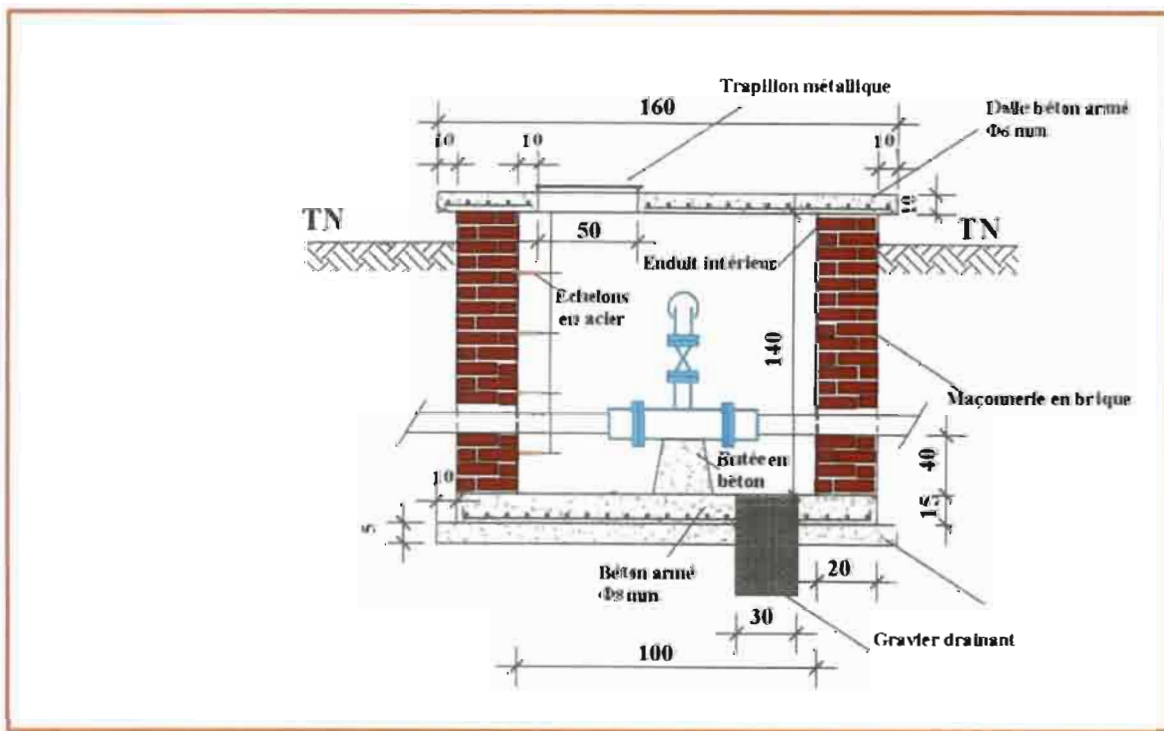 Trapillon métallique
160
Dalle béton armé
Φ6 mm
10
10
10
10
TN
TN
50
Enduit intérieur
Echelons
en acier
140
Maçonnerie en brique
Butée en
béton
40
10
15
5
Béton armé
Φ8 mm
20
30
Gravier drainant
100